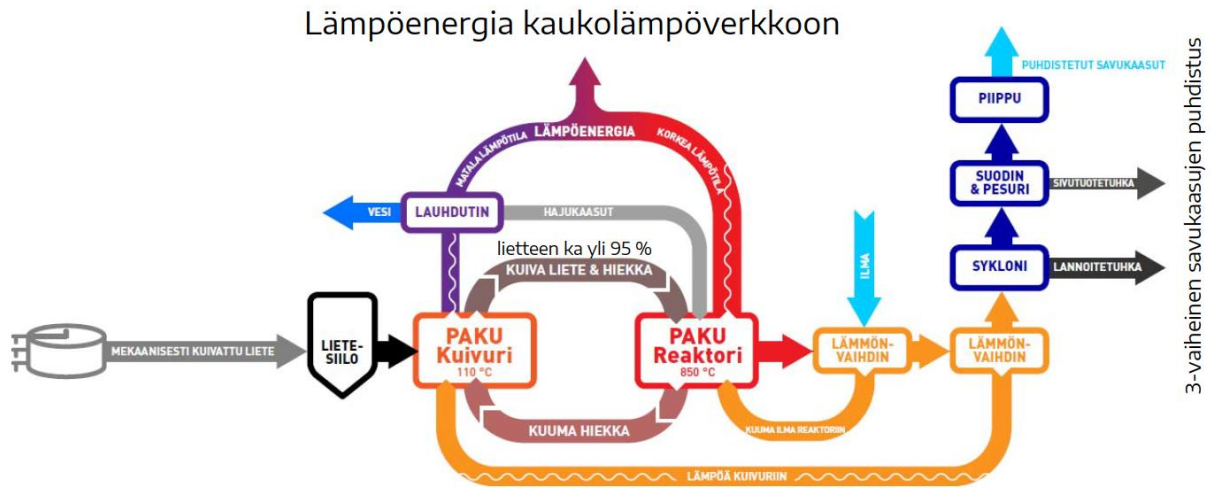 Lämpöenergia kaukolämpöverkkoon
PUHDISTETUT SAVUKAASUT
PIIPPU
MATALA LÄMPÖTILA
LÄMPÖENERGIA
KORKEA LÄMPÖTILA
SUODIN
& PESURI
SIVUTUOTETUHKA
VESI
LAUHDUTIN
HAJUKAASUT
lietteen ka yli 95 %
KUIVA LIETE & HIEKKA
ILMA
SYKLONI
LANNOITETUHKA
3-vaiheinen savukaasujen puhdistus
MEKAANISESTI KUIVATTU LIETE
LIETE-
SIILO
PAKU
Kuivuri
110 °C
PAKU
Reaktori
850 °C
LÄMMÖN-
VAIHDIN
LÄMMÖN-
VAIHDIN
KUUMA HIEKKA
KUUMA ILMA REAKTORIIN
LÄMPÖÄ KUIVURIIN